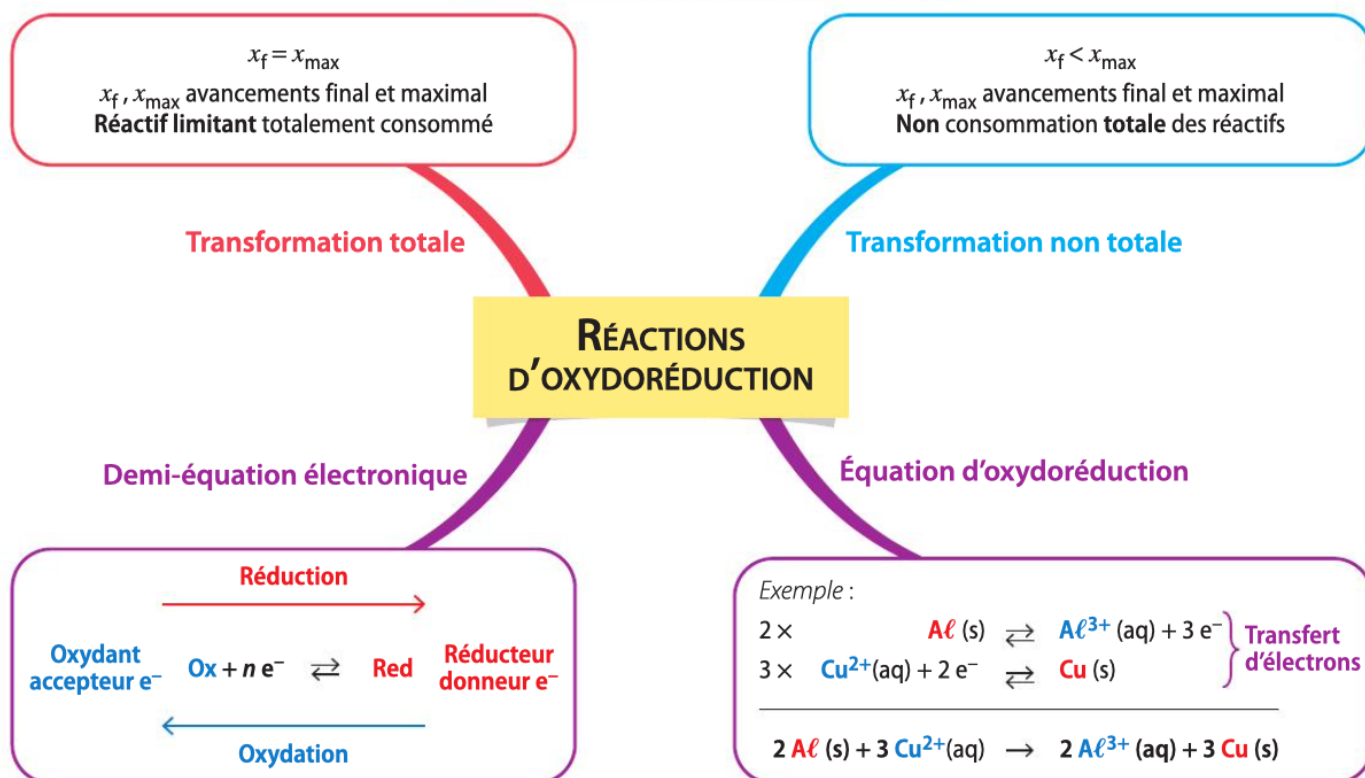 x_f = x_max
x_f , x_max avancements final et maximal
Réactif limitant totalement consommé
x_f < x_max
x_f , x_max avancements final et maximal
Non consommation totale des réactifs
Transformation totale
Transformation non totale
RÉACTIONS
D'OXYDORÉDUCTION
Demi-équation électronique
Équation d'oxydoréduction
Réduction
Oxydant
accepteur e⁻
Ox + n e⁻ ⇄ Red
Réducteur
donneur e⁻
Oxydation
Exemple :
2 × Aℓ (s) ⇄ Aℓ³⁺ (aq) + 3 e⁻
3 × Cu²⁺(aq) + 2 e⁻ ⇄ Cu (s)
Transfert
d'électrons
2 Aℓ (s) + 3 Cu²⁺(aq) → 2 Aℓ³⁺ (aq) + 3 Cu (s)